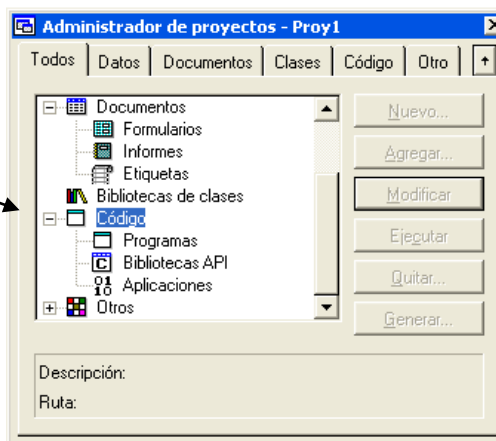 Administrador de proyectos - Proy1
Todos Datos Documentos Clases Código Otro
Documentos
Formularios
Informes
Etiquetas
Bibliotecas de clases
Código
Programas
Bibliotecas API
Aplicaciones
Otros
Nuevo...
Agregar...
Modificar
Ejecutar
Quitar...
Generar...
Descripción:
Ruta: